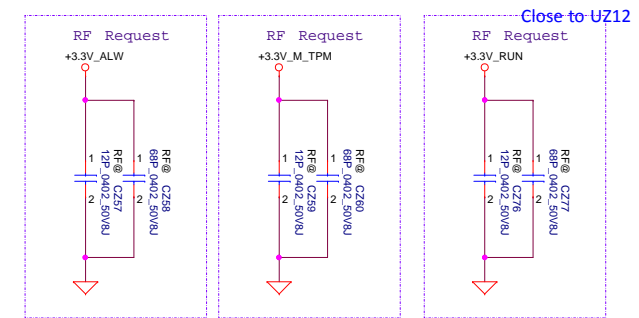 Close to UZ12
RF Request
+3.3V_ALW
1
2
RF@ CZ57
12P_0402_50V8J
1
2
RF@ CZ58
68P_0402_50V8J
RF Request
+3.3V_M_TPM
1
2
RF@ CZ59
12P_0402_50V8J
1
2
RF@ CZ60
68P_0402_50V8J
RF Request
+3.3V_RUN
1
2
RF@ CZ76
12P_0402_50V8J
1
2
RF@ CZ77
68P_0402_50V8J